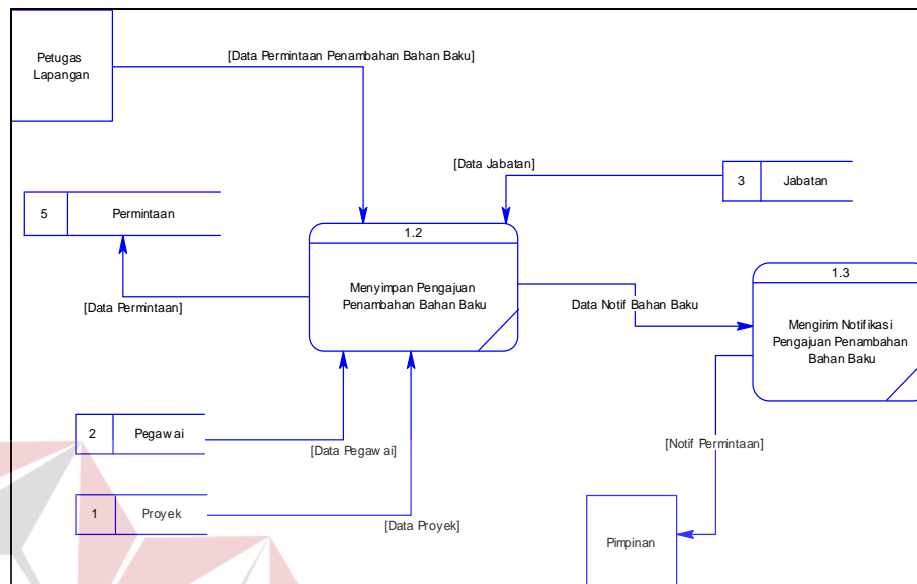 Petugas
Lapangan
[Data Permintaan Penambahan Bahan Baku]
[Data Jabatan]
3 Jabatan
5 Permintaan
1.2
Menyimpan Pengajuan
Penambahan Bahan Baku
[Data Permintaan]
Data Notif Bahan Baku
1.3
Mengirim Notifikasi
Pengajuan Penambahan
Bahan Baku
2 Pegawai
[Data Pegawai]
[Notif Permintaan]
1 Proyek
[Data Proyek]
Pimpinan